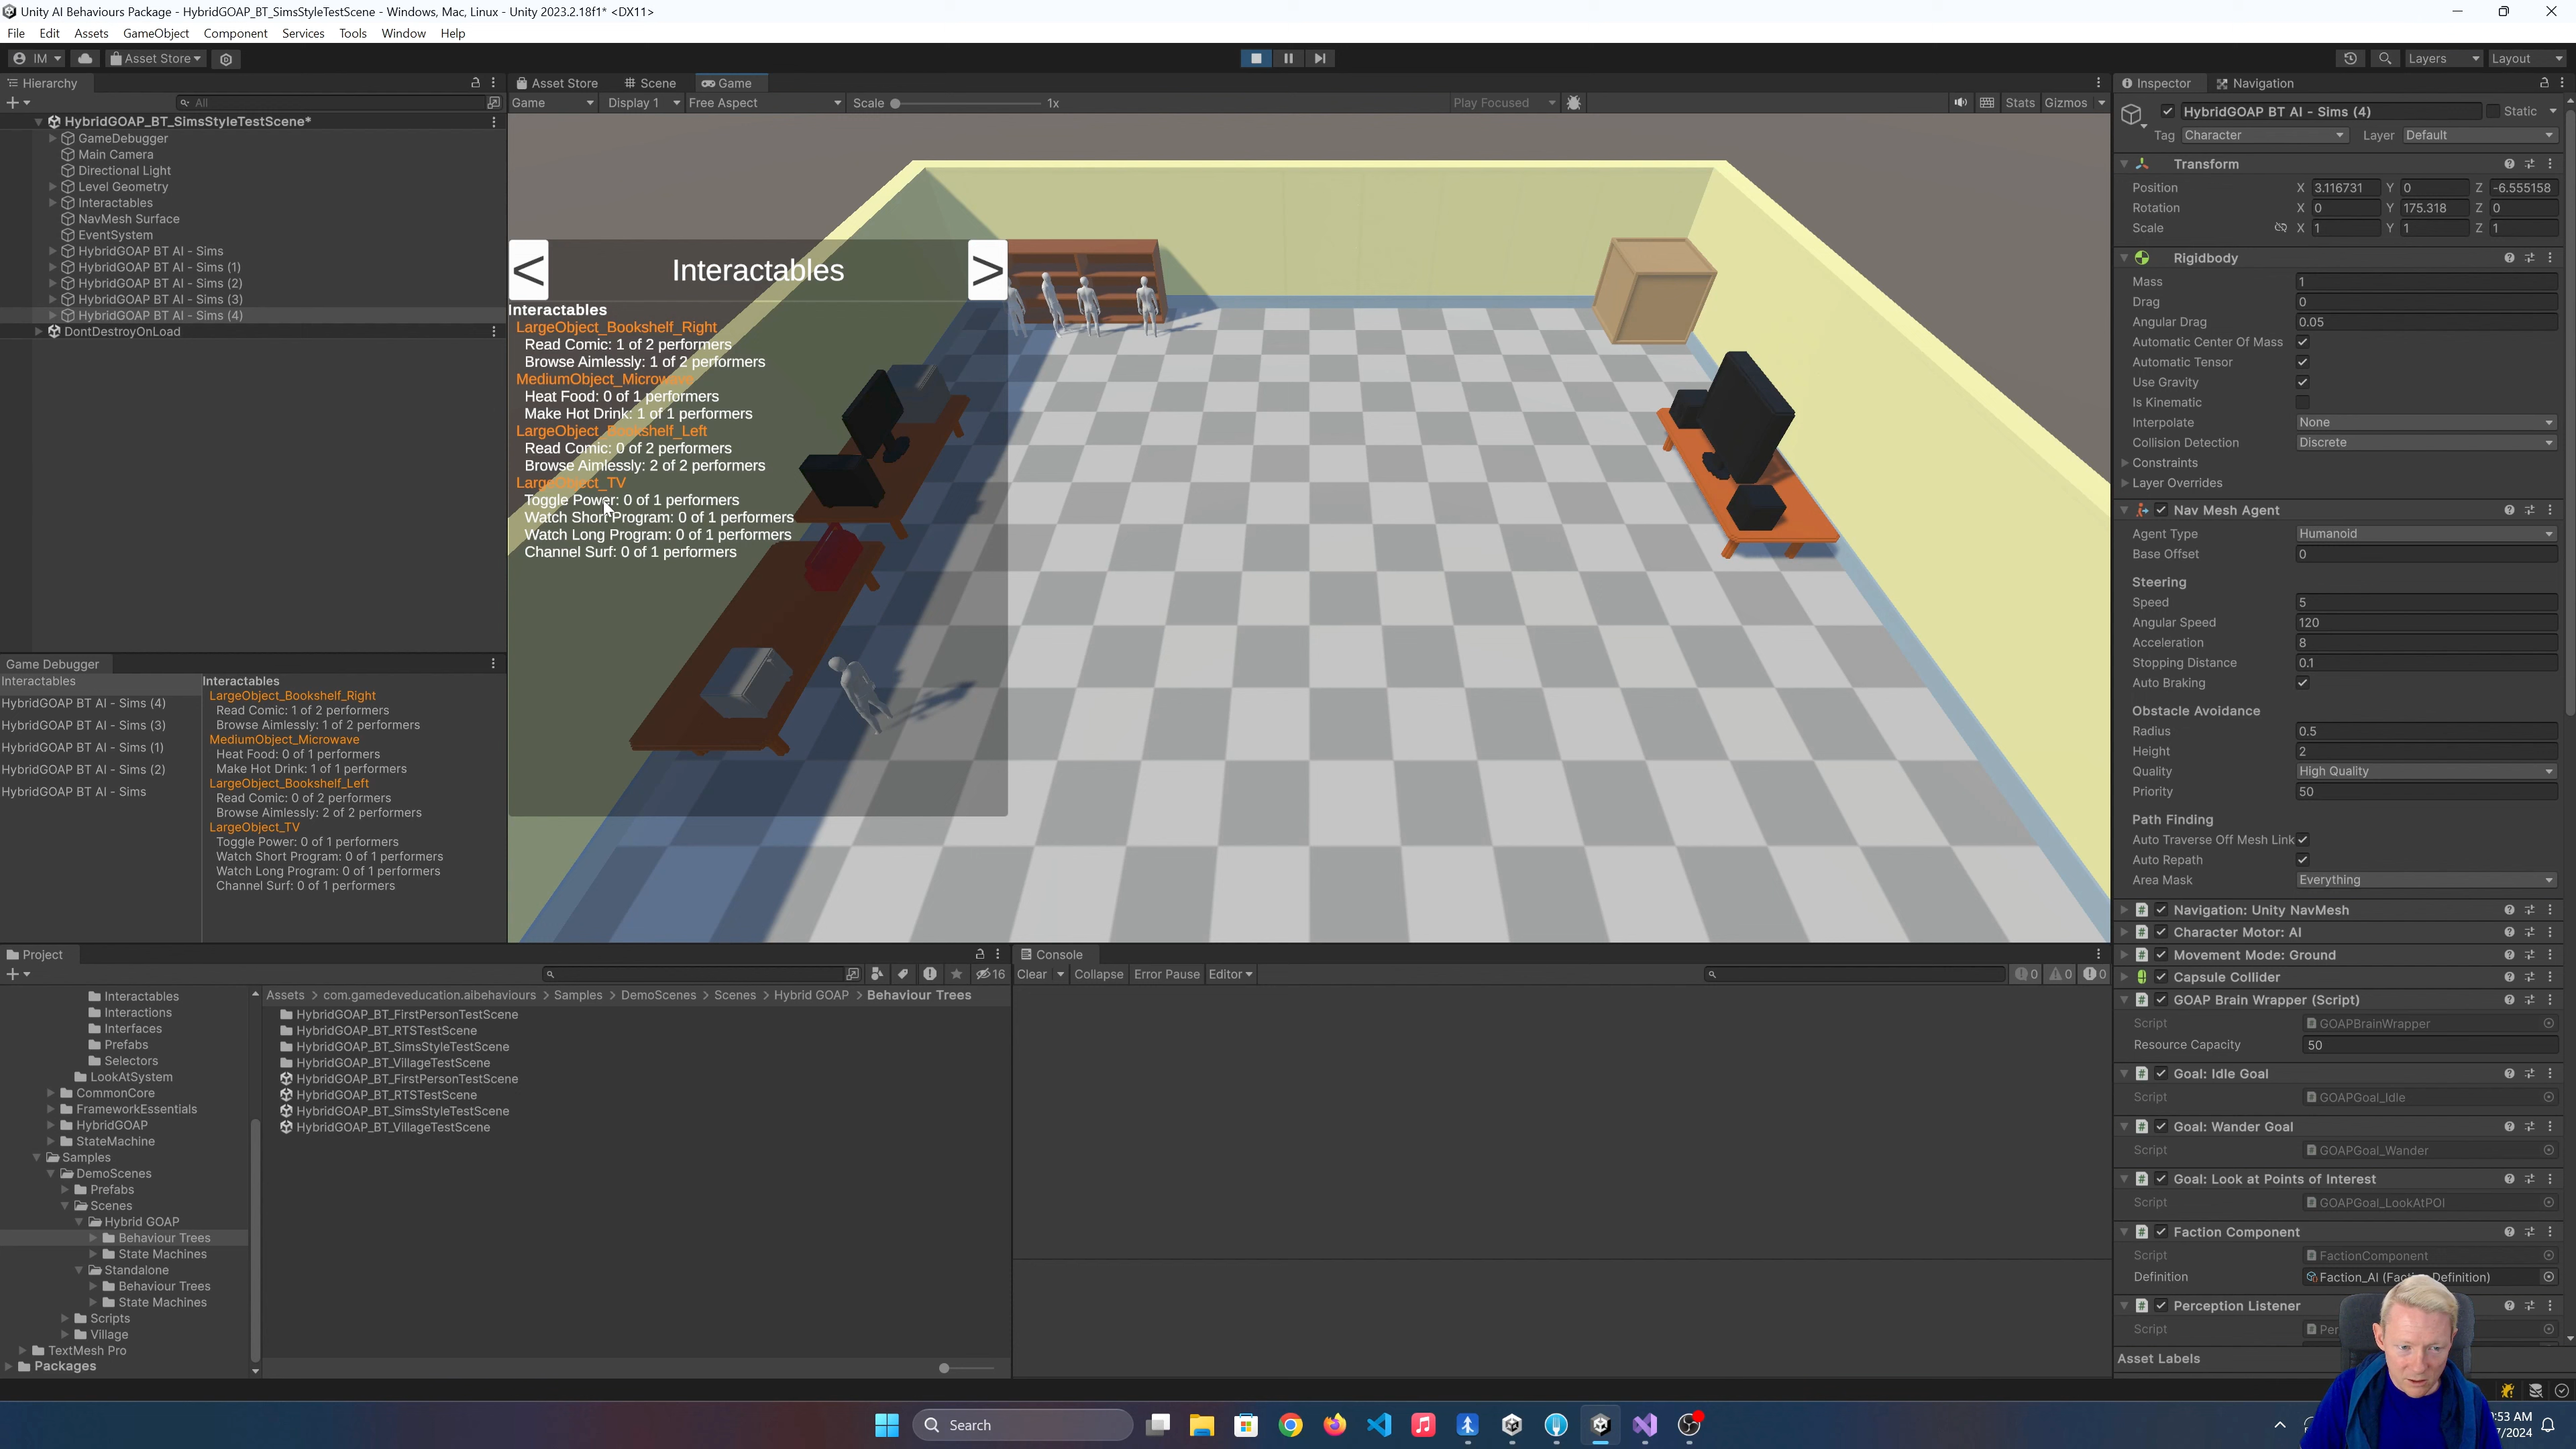 Unity AI Behaviours Package - HybridGOAP_BT_SimsStyleTestScene - Windows, Mac, Linux - Unity 2023.2.18f1* <DX11>
File Edit Assets GameObject Component Services Tools Window Help
IM Asset Store Layers Layout
Hierarchy
All
HybridGOAP_BT_SimsStyleTestScene*
GameDebugger
Main Camera
Directional Light
Level Geometry
Interactables
NavMesh Surface
EventSystem
HybridGOAP BT AI - Sims
HybridGOAP BT AI - Sims (1)
HybridGOAP BT AI - Sims (2)
HybridGOAP BT AI - Sims (3)
HybridGOAP BT AI - Sims (4)
DontDestroyOnLoad
Game Debugger
Interactables
HybridGOAP BT AI - Sims (4)
HybridGOAP BT AI - Sims (3)
HybridGOAP BT AI - Sims (1)
HybridGOAP BT AI - Sims (2)
HybridGOAP BT AI - Sims
Interactables
LargeObject_Bookshelf_Right
Read Comic: 1 of 2 performers
Browse Aimlessly: 1 of 2 performers
MediumObject_Microwave
Heat Food: 0 of 1 performers
Make Hot Drink: 1 of 1 performers
LargeObject_Bookshelf_Left
Read Comic: 0 of 2 performers
Browse Aimlessly: 2 of 2 performers
LargeObject_TV
Toggle Power: 0 of 1 performers
Watch Short Program: 0 of 1 performers
Watch Long Program: 0 of 1 performers
Channel Surf: 0 of 1 performers
Asset Store Scene Game
Game Display 1 Free Aspect Scale 1x Play Focused Stats Gizmos
< Interactables >
Interactables
LargeObject_Bookshelf_Right
Read Comic: 1 of 2 performers
Browse Aimlessly: 1 of 2 performers
MediumObject_Microwave
Heat Food: 0 of 1 performers
Make Hot Drink: 1 of 1 performers
LargeObject_Bookshelf_Left
Read Comic: 0 of 2 performers
Browse Aimlessly: 2 of 2 performers
LargeObject_TV
Toggle Power: 0 of 1 performers
Watch Short Program: 0 of 1 performers
Watch Long Program: 0 of 1 performers
Channel Surf: 0 of 1 performers
Inspector Navigation
HybridGOAP BT AI - Sims (4) Static
Tag Character Layer Default
Transform
Position X 3.116731 Y 0 Z -6.555158
Rotation X 0 Y 175.318 Z 0
Scale X 1 Y 1 Z 1
Rigidbody
Mass 1
Drag 0
Angular Drag 0.05
Automatic Center Of Mass
Automatic Tensor
Use Gravity
Is Kinematic
Interpolate None
Collision Detection Discrete
Constraints
Layer Overrides
Nav Mesh Agent
Agent Type Humanoid
Base Offset 0
Steering
Speed 5
Angular Speed 120
Acceleration 8
Stopping Distance 0.1
Auto Braking
Obstacle Avoidance
Radius 0.5
Height 2
Quality High Quality
Priority 50
Path Finding
Auto Traverse Off Mesh Link
Auto Repath
Area Mask Everything
Navigation: Unity NavMesh
Character Motor: AI
Movement Mode: Ground
Capsule Collider
GOAP Brain Wrapper (Script)
Script GOAPBrainWrapper
Resource Capacity 50
Goal: Idle Goal
Script GOAPGoal_Idle
Goal: Wander Goal
Script GOAPGoal_Wander
Goal: Look at Points of Interest
Script GOAPGoal_LookAtPOI
Faction Component
Script FactionComponent
Definition Faction_AI (Faction Definition)
Perception Listener
Script Per
Asset Labels
Project
16
Interactables
Interactions
Interfaces
Prefabs
Selectors
LookAtSystem
CommonCore
FrameworkEssentials
HybridGOAP
StateMachine
Samples
DemoScenes
Prefabs
Scenes
Hybrid GOAP
Behaviour Trees
State Machines
Standalone
Behaviour Trees
State Machines
Scripts
Village
TextMesh Pro
Packages
Assets > com.gamedeveducation.aibehaviours > Samples > DemoScenes > Scenes > Hybrid GOAP > Behaviour Trees
HybridGOAP_BT_FirstPersonTestScene
HybridGOAP_BT_RTSTestScene
HybridGOAP_BT_SimsStyleTestScene
HybridGOAP_BT_VillageTestScene
HybridGOAP_BT_FirstPersonTestScene
HybridGOAP_BT_RTSTestScene
HybridGOAP_BT_SimsStyleTestScene
HybridGOAP_BT_VillageTestScene
Console
Clear Collapse Error Pause Editor 0 0 0
Search
:53 AM
7/2024